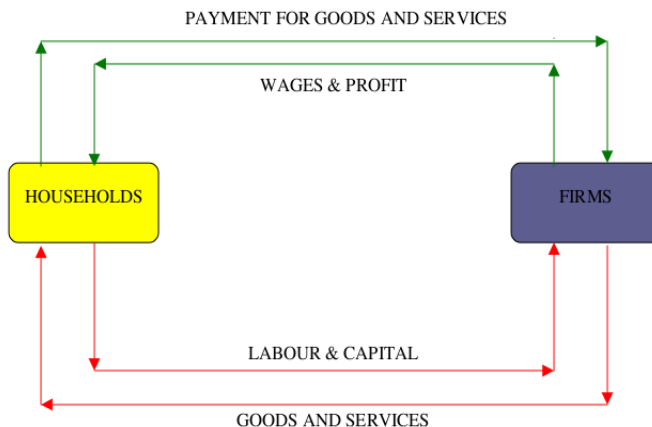 PAYMENT FOR GOODS AND SERVICES
WAGES & PROFIT
HOUSEHOLDS
FIRMS
LABOUR & CAPITAL
GOODS AND SERVICES